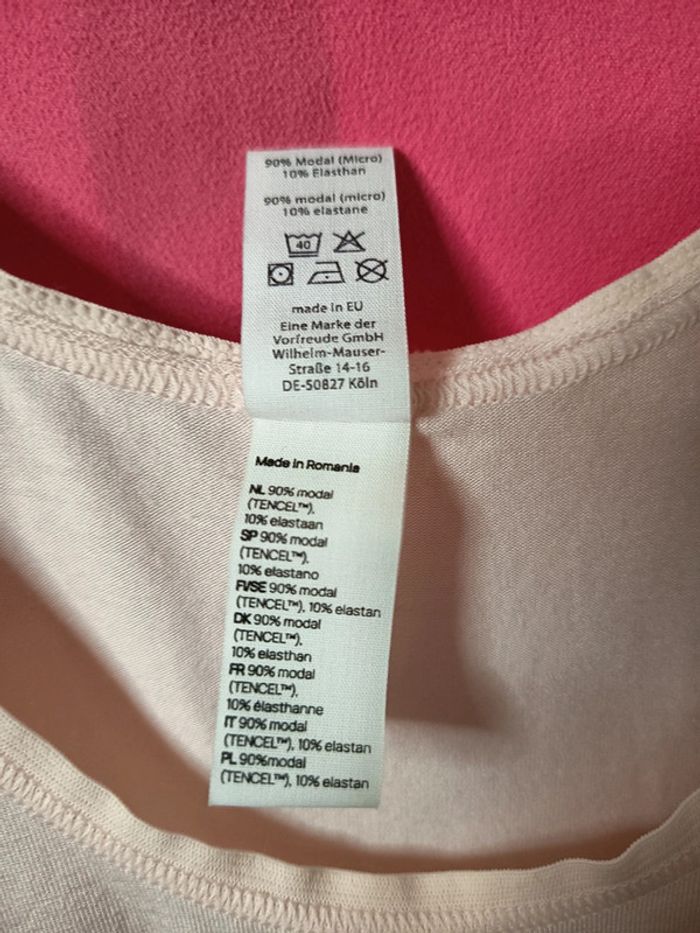 90% Modal (Micro)
10% Elasthan
90% modal (micro)
10% elastane
40
made in EU
Eine Marke der
Vorfreude GmbH
Wilhelm-Mauser-
Straße 14-16
DE-50827 Köln
Made in Romania
NL 90% modal
(TENCEL™),
10% elastaan
SP 90% modal
(TENCEL™),
10% elastano
FI/SE 90% modal
(TENCEL™), 10% elastan
DK 90% modal
(TENCEL™),
10% elasthan
FR 90% modal
(TENCEL™),
10% élasthanne
IT 90% modal
(TENCEL™), 10% elastan
PL 90%modal
(TENCEL™), 10% elastan